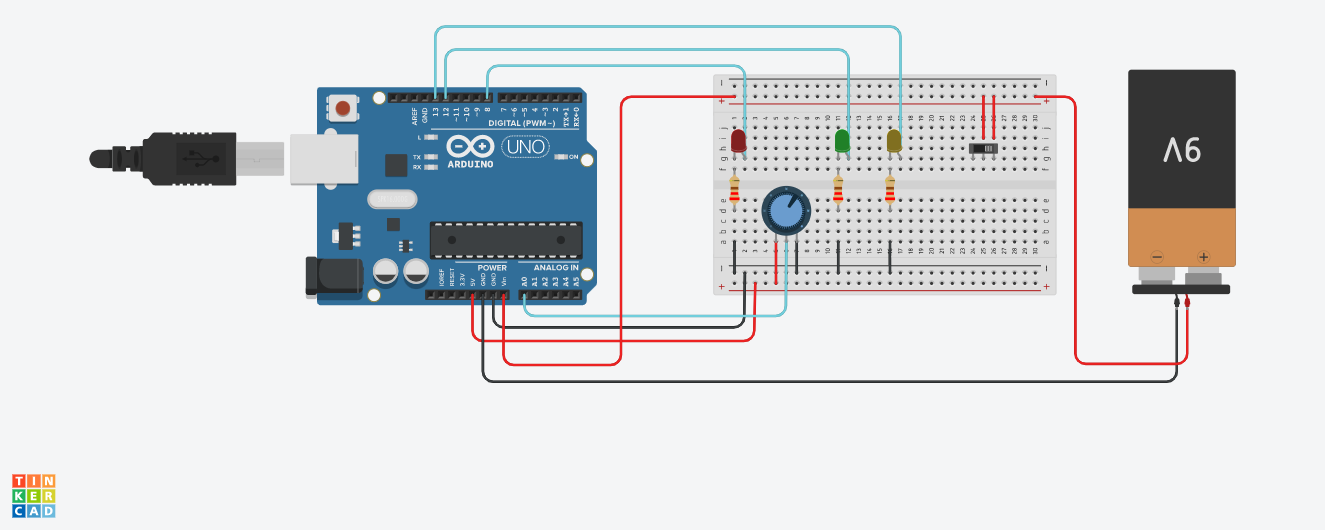 AREF
GND
13
12
~11
~10
~9
8
7
~6
~5
4
~3
2
TX→1
RX←0
DIGITAL (PWM~)
L
TX
RX
ARDUINO
UNO
ON
POWER
ANALOG IN
IOREF
RESET
3.3V
5V
GND
GND
Vin
A0
A1
A2
A3
A4
A5
j
i
h
g
f
e
d
c
b
a
9V
TIN
KER
CAD